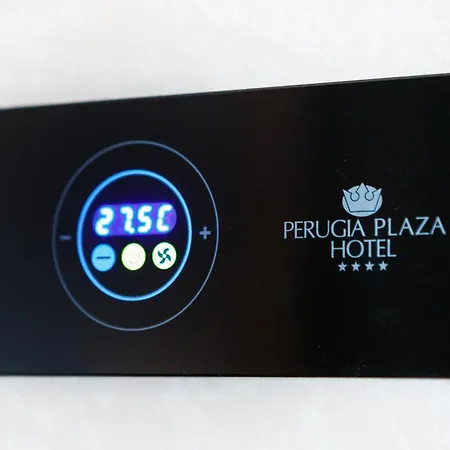 27.5C
- +
PERUGIA PLAZA
HOTEL
★★★★